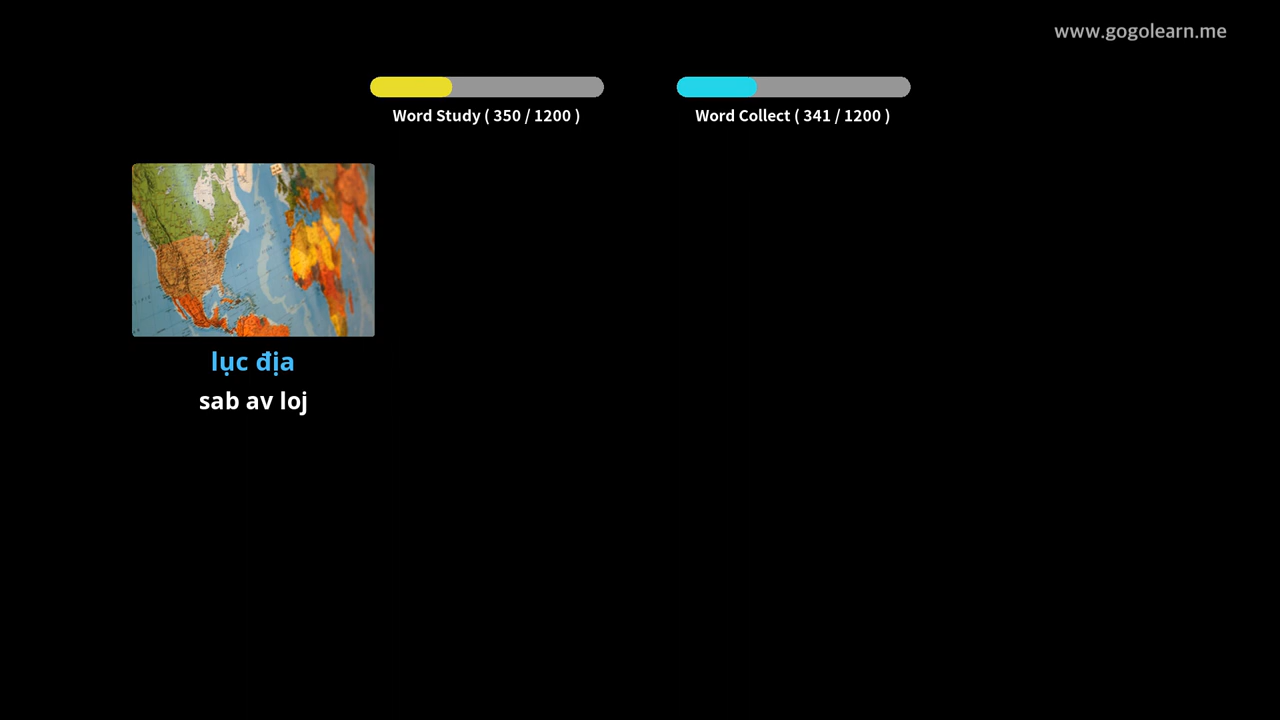 www.gogolearn.me
Word Study ( 350 / 1200 )
Word Collect ( 341 / 1200 )
lục địa
sab av loj